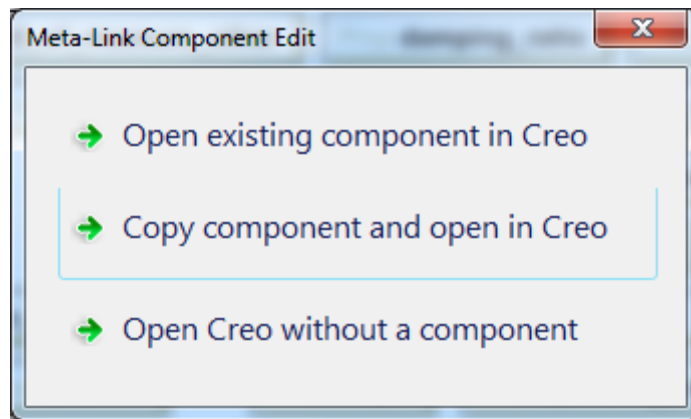 Meta-Link Component Edit
Open existing component in Creo
Copy component and open in Creo
Open Creo without a component